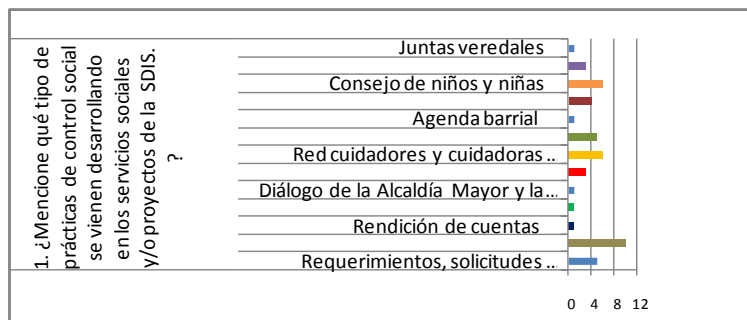 1. ¿Mencione qué tipo de
prácticas de control social
se vienen desarrollando
en los servicios sociales
y/o proyectos de la SDIS.
?
Juntas veredales
Consejo de niños y niñas
Agenda barrial
Red cuidadores y cuidadoras ...
Diálogo de la Alcaldía Mayor y la ...
Rendición de cuentas
Requerimientos, solicitudes ...
0 4 8 12